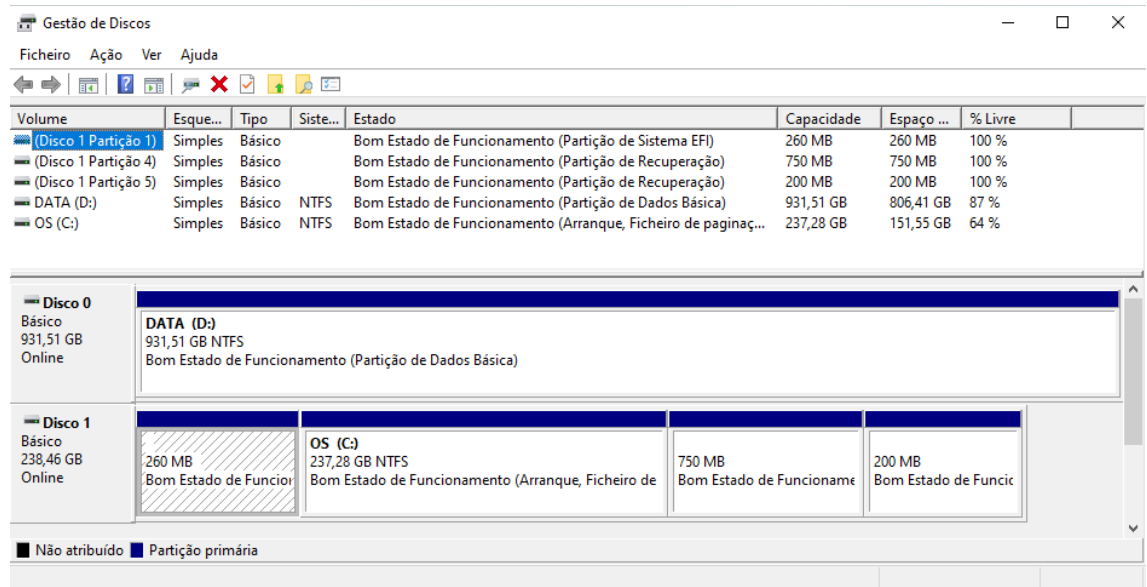 Gestão de Discos
Ficheiro Ação Ver Ajuda
Volume Esque... Tipo Siste... Estado Capacidade Espaço ... % Livre
(Disco 1 Partição 1) Simples Básico Bom Estado de Funcionamento (Partição de Sistema EFI) 260 MB 260 MB 100 %
(Disco 1 Partição 4) Simples Básico Bom Estado de Funcionamento (Partição de Recuperação) 750 MB 750 MB 100 %
(Disco 1 Partição 5) Simples Básico Bom Estado de Funcionamento (Partição de Recuperação) 200 MB 200 MB 100 %
DATA (D:) Simples Básico NTFS Bom Estado de Funcionamento (Partição de Dados Básica) 931,51 GB 806,41 GB 87 %
OS (C:) Simples Básico NTFS Bom Estado de Funcionamento (Arranque, Ficheiro de paginaç... 237,28 GB 151,55 GB 64 %
Disco 0
Básico
931,51 GB
Online
DATA (D:)
931,51 GB NTFS
Bom Estado de Funcionamento (Partição de Dados Básica)
Disco 1
Básico
238,46 GB
Online
260 MB
Bom Estado de Funcion
OS (C:)
237,28 GB NTFS
Bom Estado de Funcionamento (Arranque, Ficheiro de
750 MB
Bom Estado de Funcioname
200 MB
Bom Estado de Funcic
Não atribuído Partição primária